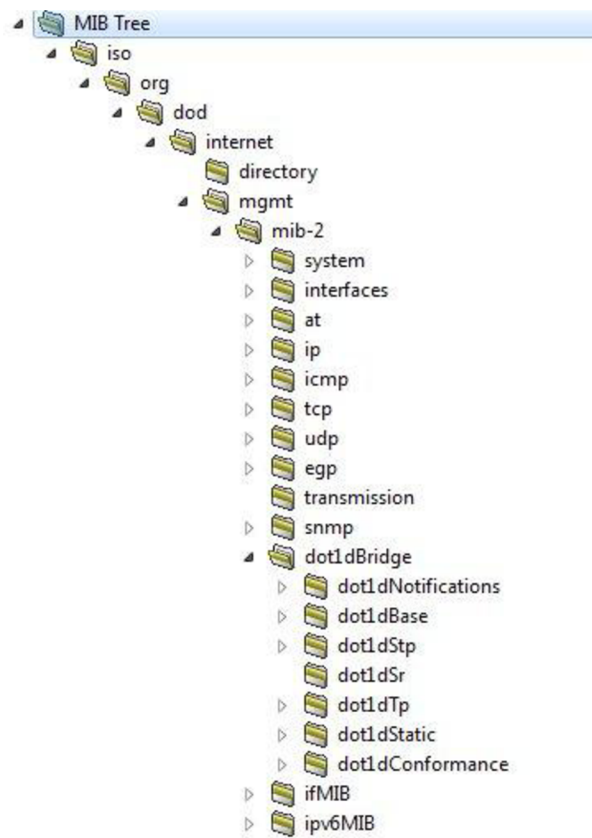 MIB Tree
iso
org
dod
internet
directory
mgmt
mib-2
system
interfaces
at
ip
icmp
tcp
udp
egp
transmission
snmp
dot1dBridge
dot1dNotifications
dot1dBase
dot1dStp
dot1dSr
dot1dTp
dot1dStatic
dot1dConformance
ifMIB
ipv6MIB